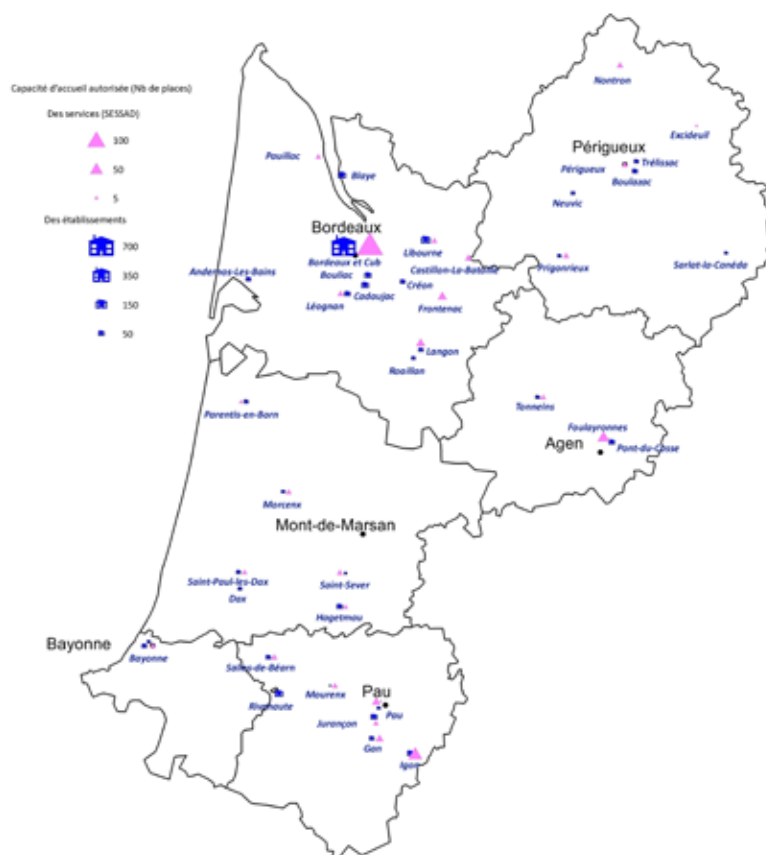 Capacité d'accueil autorisée (Nb de places)
Des services (SESSAD)
100
50
5
Des établissements
700
350
150
50
Nontron
Excideuil
Périgueux
Trélissac
Périgueux
Boulazac
Neuvic
Prigonrieux
Sarlat-la-Canéda
Pauillac
Blaye
Bordeaux
Libourne
Bordeaux et Cub
Castillon-La-Bataille
Andernos-Les-Bains
Bouliac
Créon
Cadaujac
Léognan
Frontenac
Langon
Roaillan
Tonneins
Foulayronnes
Agen
Pont-du-Casse
Parentis-en-Born
Morcenx
Mont-de-Marsan
Saint-Paul-les-Dax
Saint-Sever
Dax
Hagetmau
Bayonne
Bayonne
Salies-de-Béarn
Mourenx
Pau
Rivehaute
Pau
Jurançon
Gan
Igon